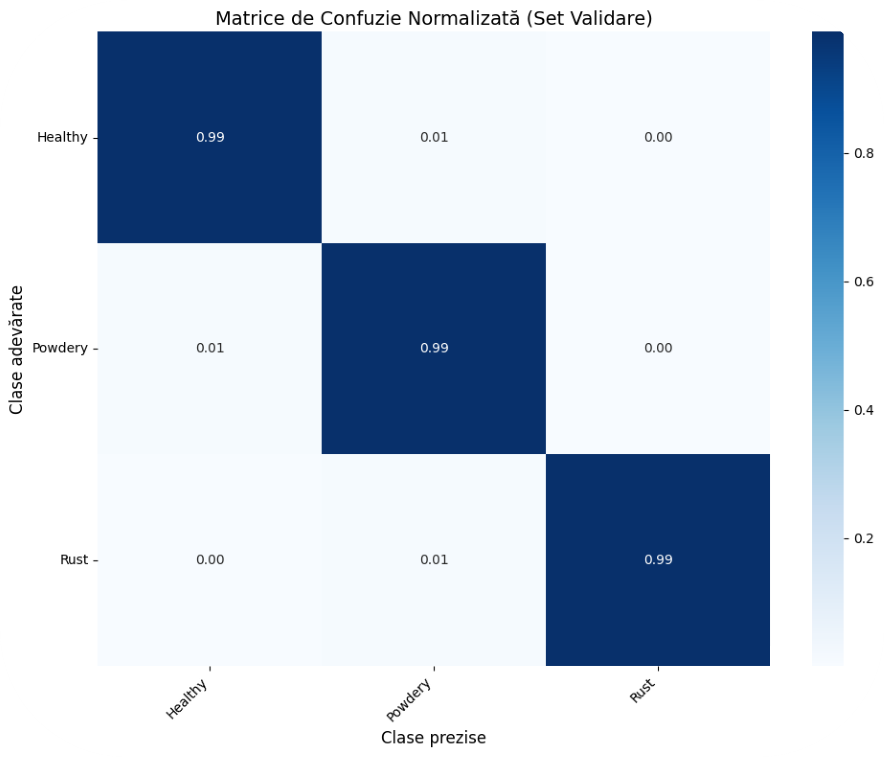 Matrice de Confuzie Normalizată (Set Validare)
Clase adevărate
Healthy
0.99
0.01
0.00
Powdery
0.01
0.99
0.00
Rust
0.00
0.01
0.99
Healthy
Powdery
Rust
Clase prezise
0.8
0.6
0.4
0.2